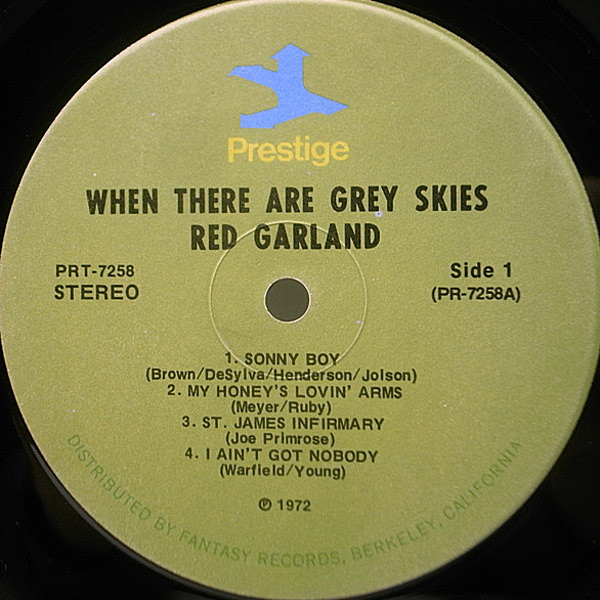 Prestige
WHEN THERE ARE GREY SKIES
RED GARLAND
PRT-7258
STEREO
Side 1
(PR-7258A)
1. SONNY BOY
(Brown/DeSylva/Henderson/Jolson)
2. MY HONEY'S LOVIN' ARMS
(Meyer/Ruby)
3. ST. JAMES INFIRMARY
(Joe Primrose)
4. I AIN'T GOT NOBODY
(Warfield/Young)
℗ 1972
DISTRIBUTED BY FANTASY RECORDS, BERKELEY, CALIFORNIA